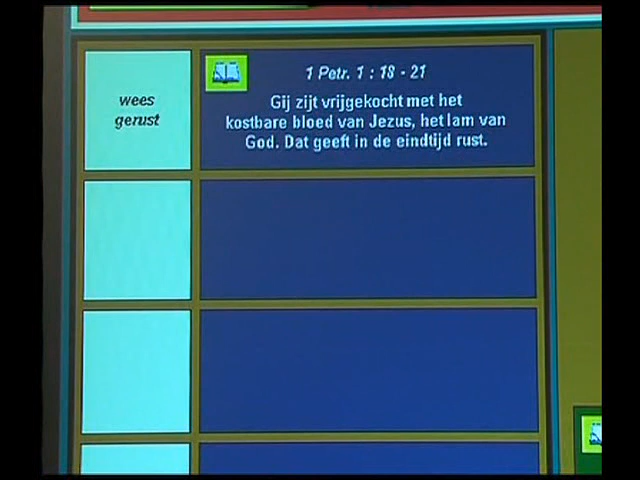 wees
gerust
1 Petr. 1 : 18 - 21
Gij zijt vrijgekocht met het
kostbare bloed van Jezus, het lam van
God. Dat geeft in de eindtijd rust.